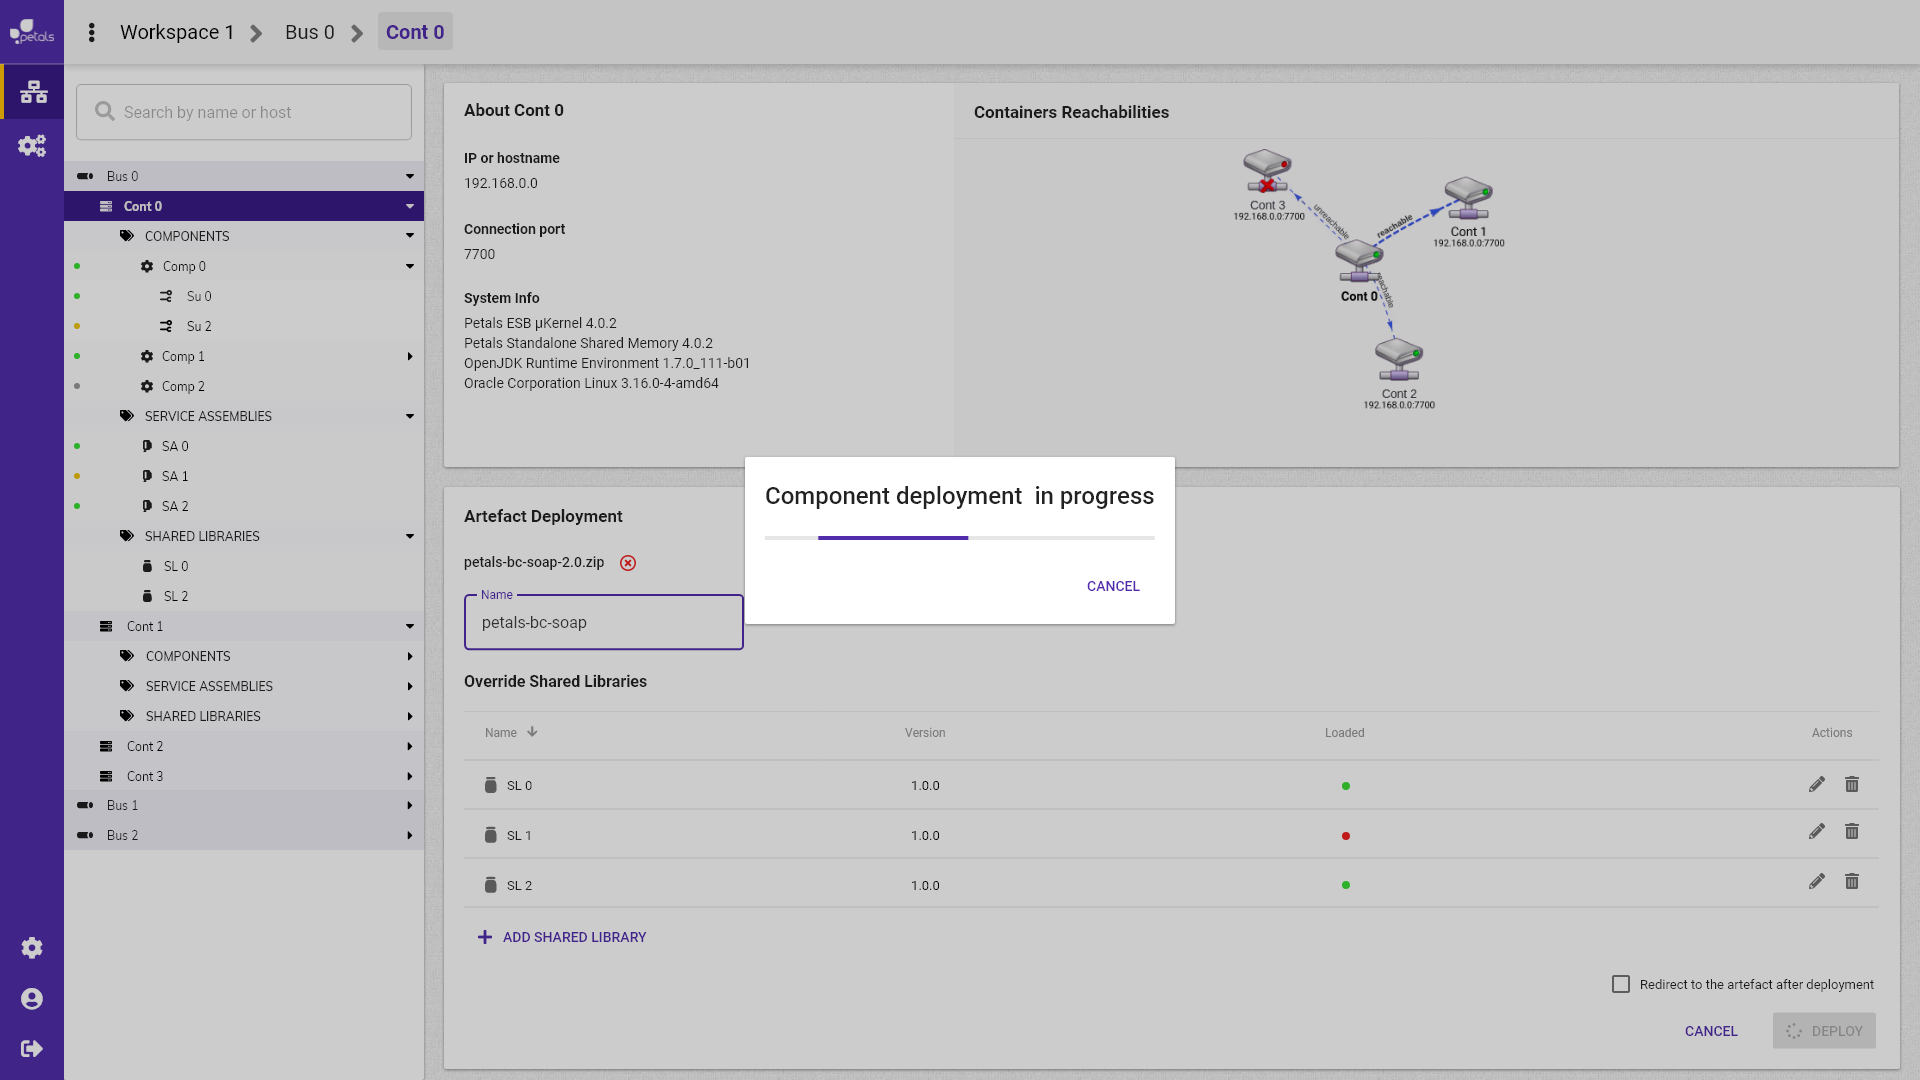 petals
Workspace 1
Bus 0
Cont 0
Search by name or host
Bus 0
Cont 0
COMPONENTS
Comp 0
Su 0
Su 2
Comp 1
Comp 2
SERVICE ASSEMBLIES
SA 0
SA 1
SA 2
SHARED LIBRARIES
SL 0
SL 2
Cont 1
COMPONENTS
SERVICE ASSEMBLIES
SHARED LIBRARIES
Cont 2
Cont 3
Bus 1
Bus 2
About Cont 0
IP or hostname
192.168.0.0
Connection port
7700
System Info
Petals ESB µKernel 4.0.2
Petals Standalone Shared Memory 4.0.2
OpenJDK Runtime Environment 1.7.0_111-b01
Oracle Corporation Linux 3.16.0-4-amd64
Containers Reachabilities
Cont 3
192.168.0.0:7700
unreachable
reachable
Cont 1
192.168.0.0:7700
Cont 0
reachable
Cont 2
192.168.0.0:7700
Component deployment in progress
CANCEL
Artefact Deployment
petals-bc-soap-2.0.zip
Name
petals-bc-soap
Override Shared Libraries
Name Version Loaded Actions
SL 0 1.0.0
SL 1 1.0.0
SL 2 1.0.0
ADD SHARED LIBRARY
Redirect to the artefact after deployment
CANCEL DEPLOY